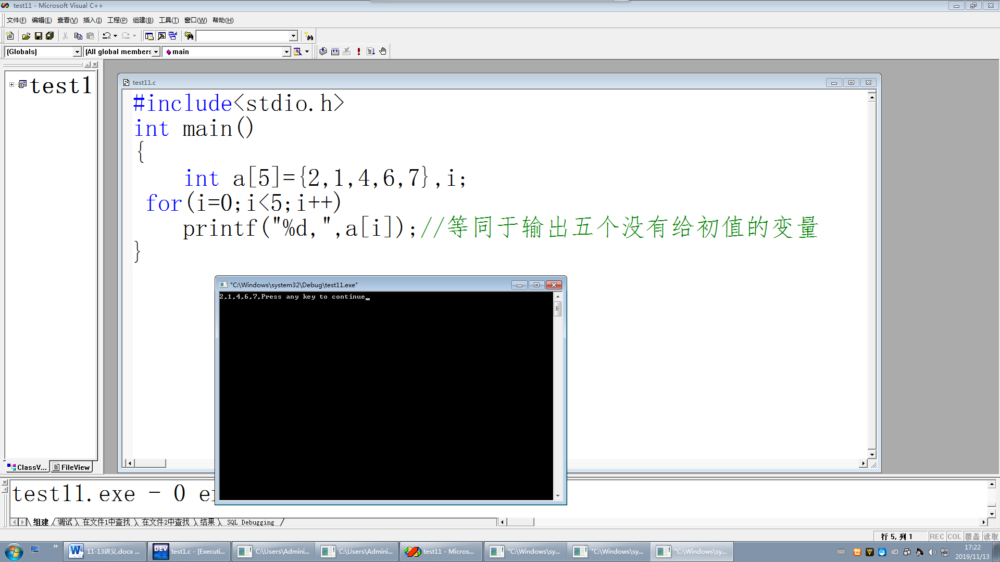 test11 - Microsoft Visual C++
文件(F) 编辑(E) 查看(V) 插入(I) 工程(P) 组建(B) 工具(T) 窗口(W) 帮助(H)
(Globals) (All global members main
test1
test11.c
#include<stdio.h>
int main()
{
int a[5]={2,1,4,6,7},i;
for(i=0;i<5;i++)
printf("%d,",a[i]);//等同于输出五个没有给初值的变量
}
"C:\Windows\system32\Debug\test11.exe"
2,1,4,6,7,Press any key to continue
ClassV... FileView
test11.exe - 0 er
组建 调试 在文件1中查找 在文件2中查找 结果 SQL Debugging
行 5, 列 1 REC COL 覆盖 读取
11-13讲义.docx ... DEV test1.c - [Executi... C:\Users\Admini... C:\Users\Admini... test11 - Micros... "C:\Windows\sy... "C:\Windows\sy... "C:\Windows\sy...
17:22
2019/11/13